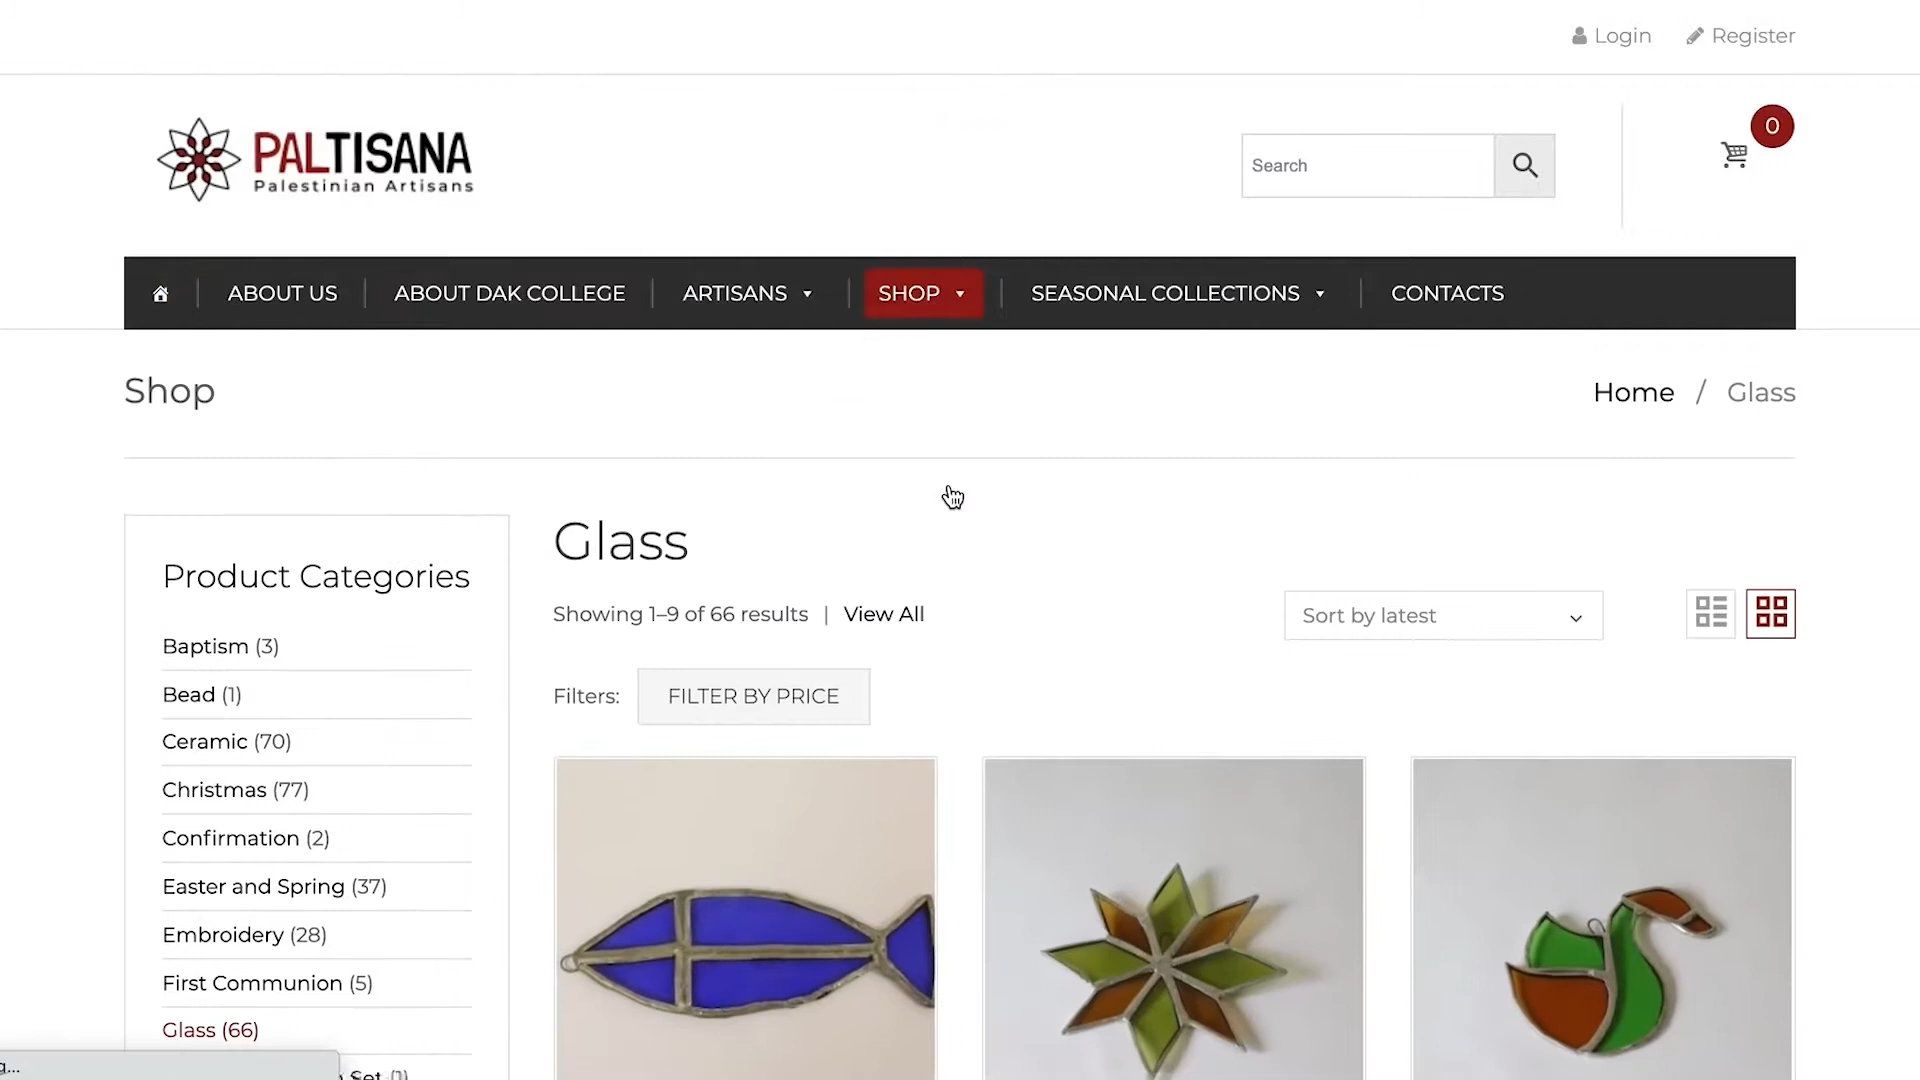 Login
Register
PALTISANA
Palestinian Artisans
Search
0
ABOUT US
ABOUT DAK COLLEGE
ARTISANS
SHOP
SEASONAL COLLECTIONS
CONTACTS
Shop
Home / Glass
Product Categories
Baptism (3)
Bead (1)
Ceramic (70)
Christmas (77)
Confirmation (2)
Easter and Spring (37)
Embroidery (28)
First Communion (5)
Glass (66)
Set (1)
g...
Glass
Showing 1–9 of 66 results | View All
Sort by latest
Filters:
FILTER BY PRICE